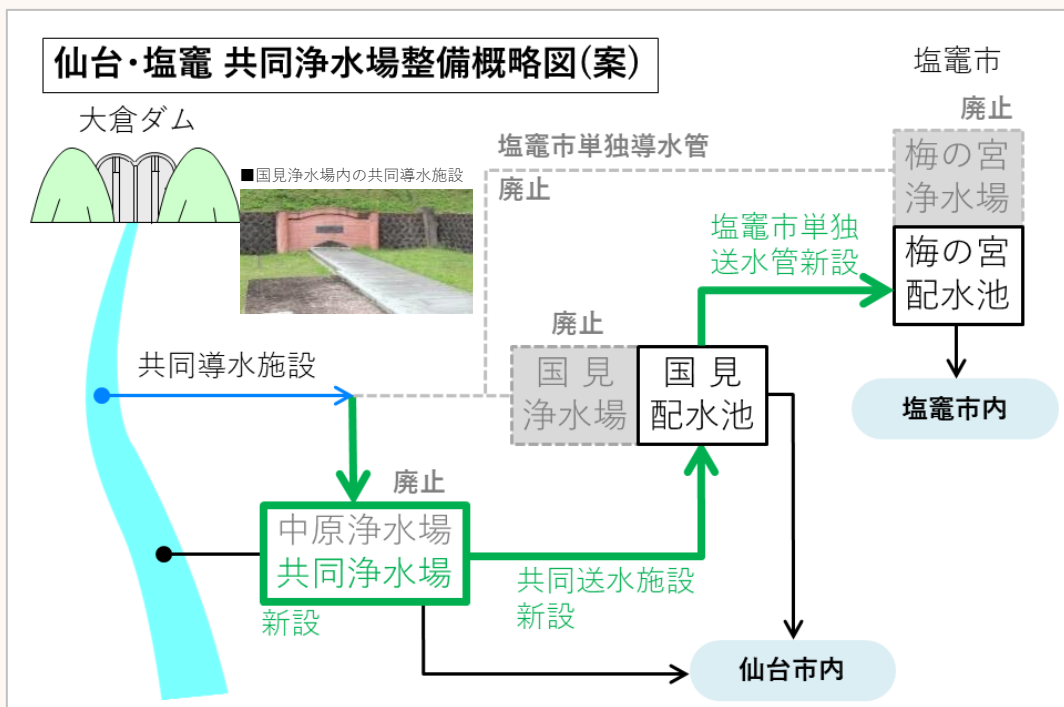 仙台・塩竈 共同浄水場整備概略図(案)
塩竈市
大倉ダム
廃止
梅の宮
浄水場
塩竈市単独導水管
廃止
■国見浄水場内の共同導水施設
塩竈市単独
送水管新設
梅の宮
配水池
廃止
共同導水施設
国見
浄水場
国見
配水池
塩竈市内
廃止
中原浄水場
共同浄水場
新設
共同送水施設
新設
仙台市内